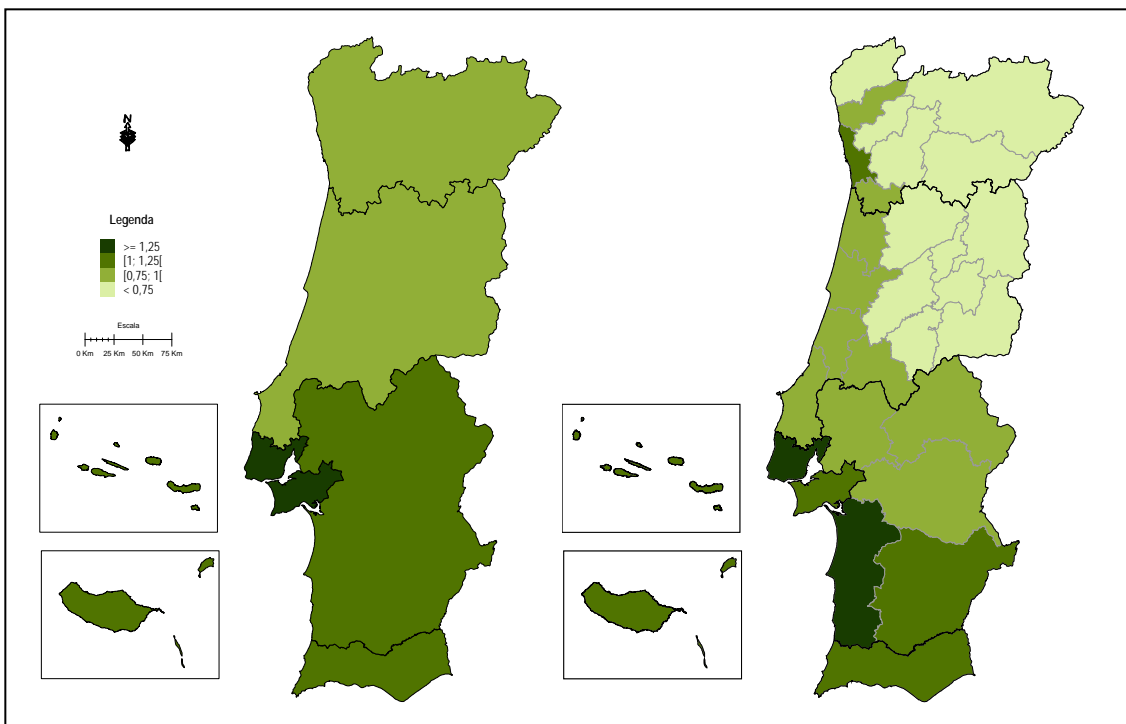 N
Legenda
>= 1,25
[1: 1,25[
[0,75; 1[
< 0,75
Escala
0 Km 25 Km 50 Km 75 Km